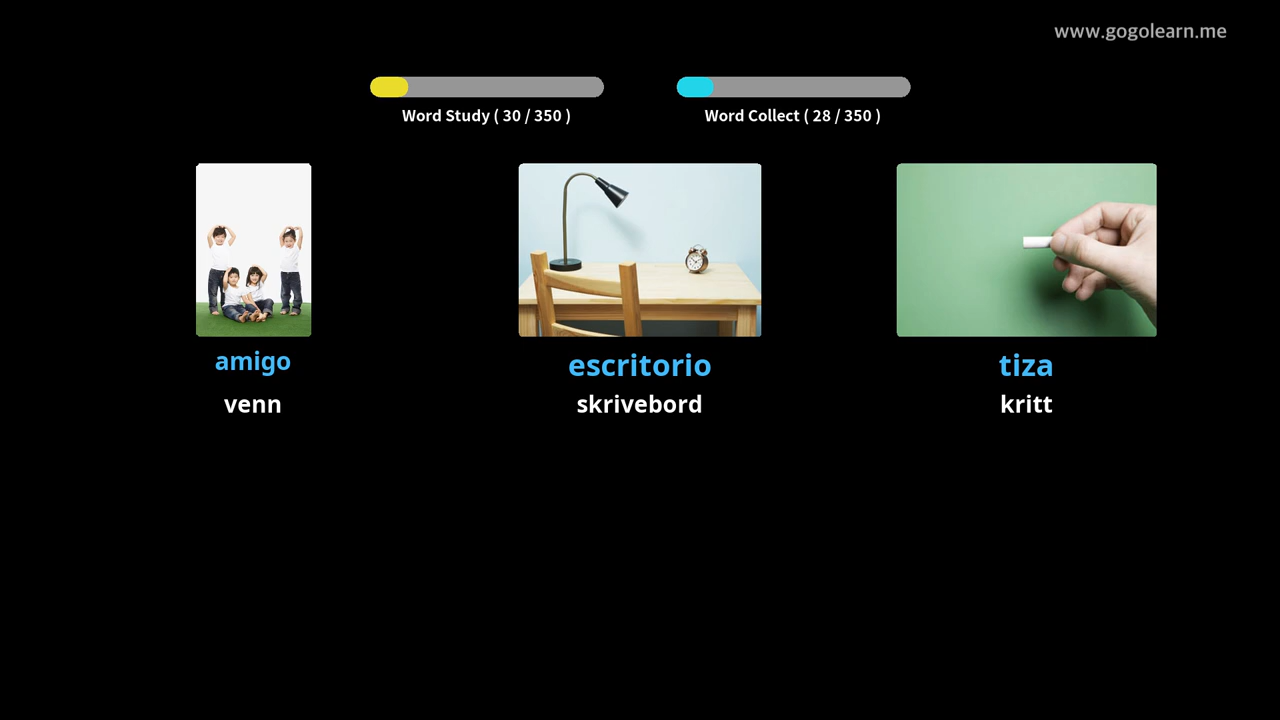 www.gogolearn.me
Word Study ( 30 / 350 )
Word Collect ( 28 / 350 )
amigo
venn
escritorio
skrivebord
tiza
kritt